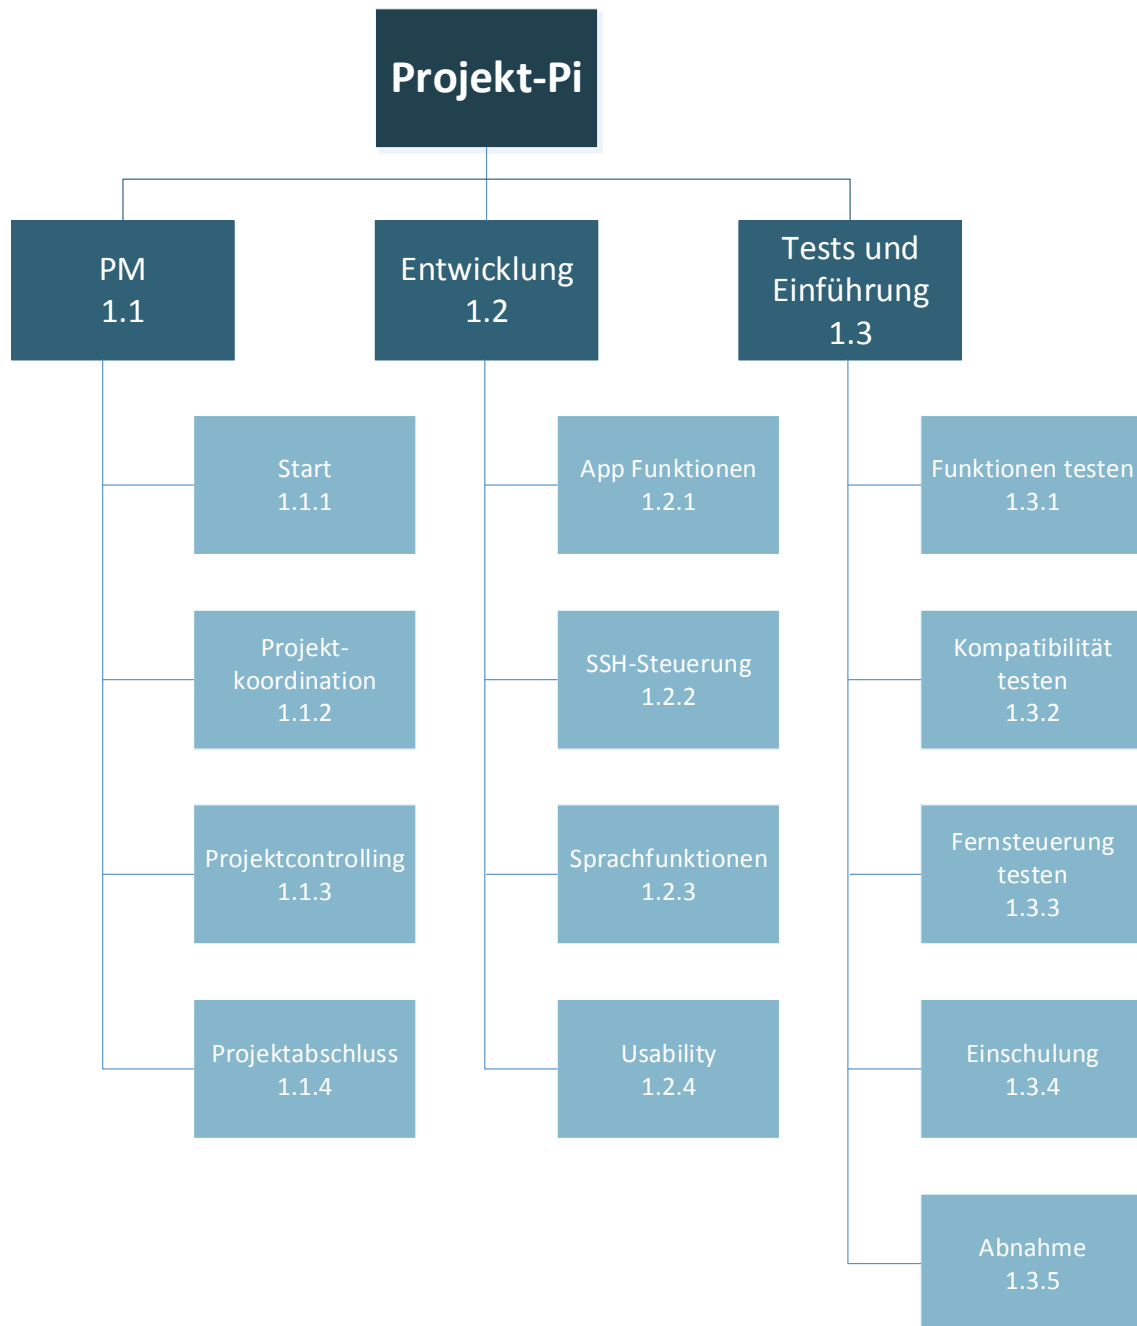 Projekt-Pi
PM
1.1
Entwicklung
1.2
Tests und
Einführung
1.3
Start
1.1.1
App Funktionen
1.2.1
Funktionen testen
1.3.1
Projekt-
koordination
1.1.2
SSH-Steuerung
1.2.2
Kompatibilität
testen
1.3.2
Projektcontrolling
1.1.3
Sprachfunktionen
1.2.3
Fernsteuerung
testen
1.3.3
Projektabschluss
1.1.4
Usability
1.2.4
Einschulung
1.3.4
Abnahme
1.3.5